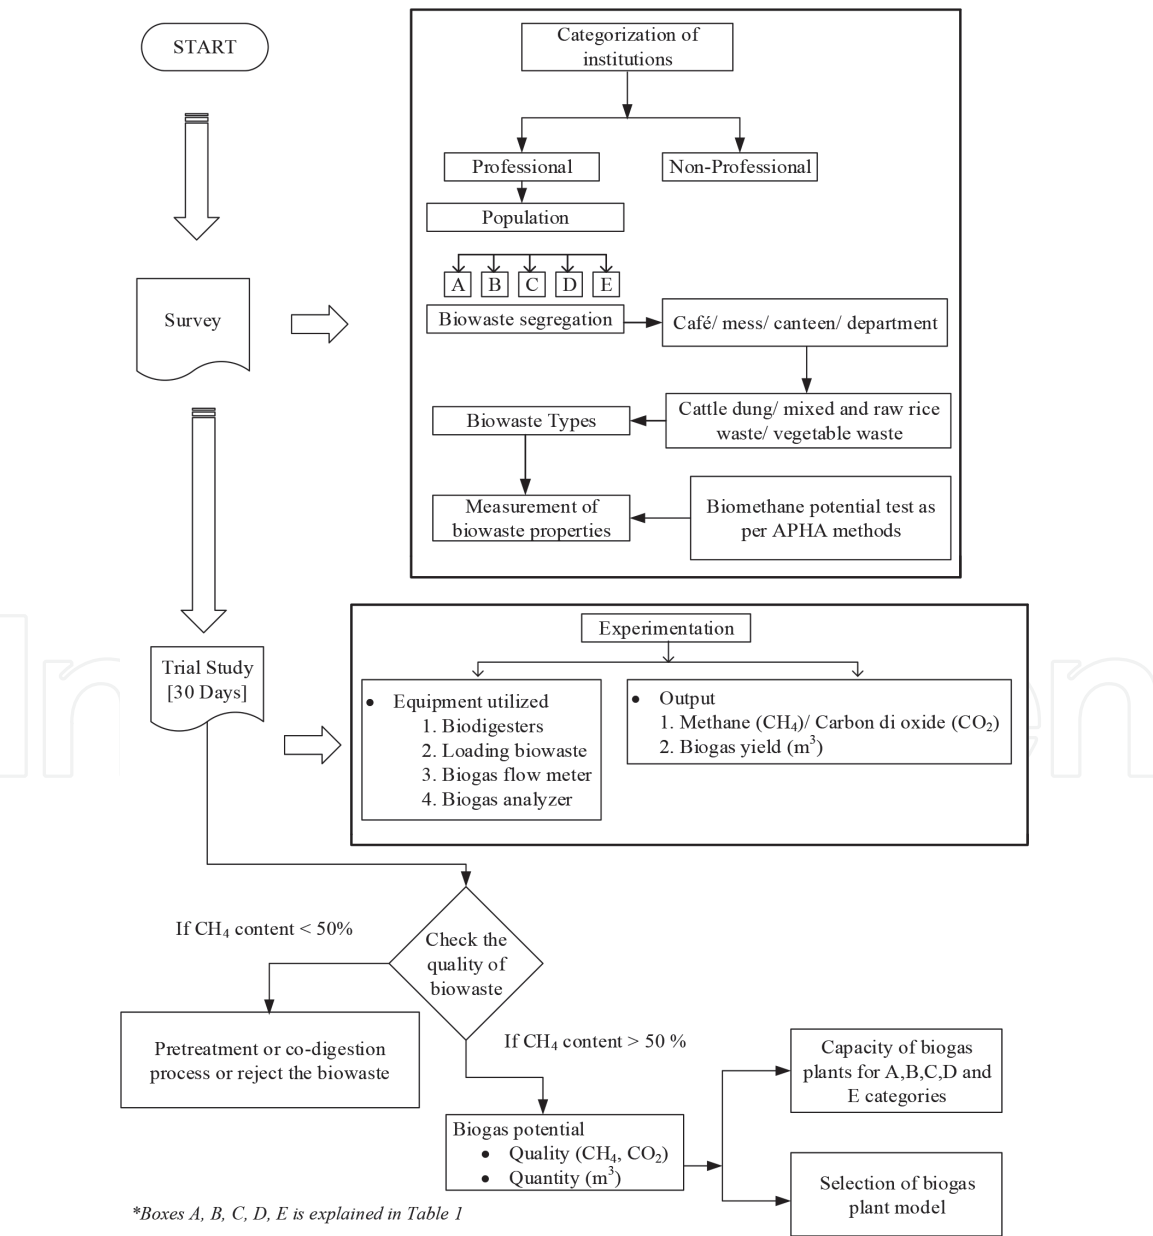 START
Categorization of
institutions
Professional
Non-Professional
Population
A B C D E
Survey
Biowaste segregation
Café/ mess/ canteen/ department
Cattle dung/ mixed and raw rice
waste/ vegetable waste
Biowaste Types
Measurement of
biowaste properties
Biomethane potential test as
per APHA methods
Trial Study
[30 Days]
Experimentation
• Equipment utilized
1. Biodigesters
2. Loading biowaste
3. Biogas flow meter
4. Biogas analyzer
• Output
1. Methane (CH₄)/ Carbon di oxide (CO₂)
2. Biogas yield (m³)
If CH₄ content < 50%
Check the
quality of
biowaste
Pretreatment or co-digestion
process or reject the biowaste
If CH₄ content > 50 %
Biogas potential
• Quality (CH₄, CO₂)
• Quantity (m³)
Capacity of biogas
plants for A,B,C,D and
E categories
Selection of biogas
plant model
*Boxes A, B, C, D, E is explained in Table 1